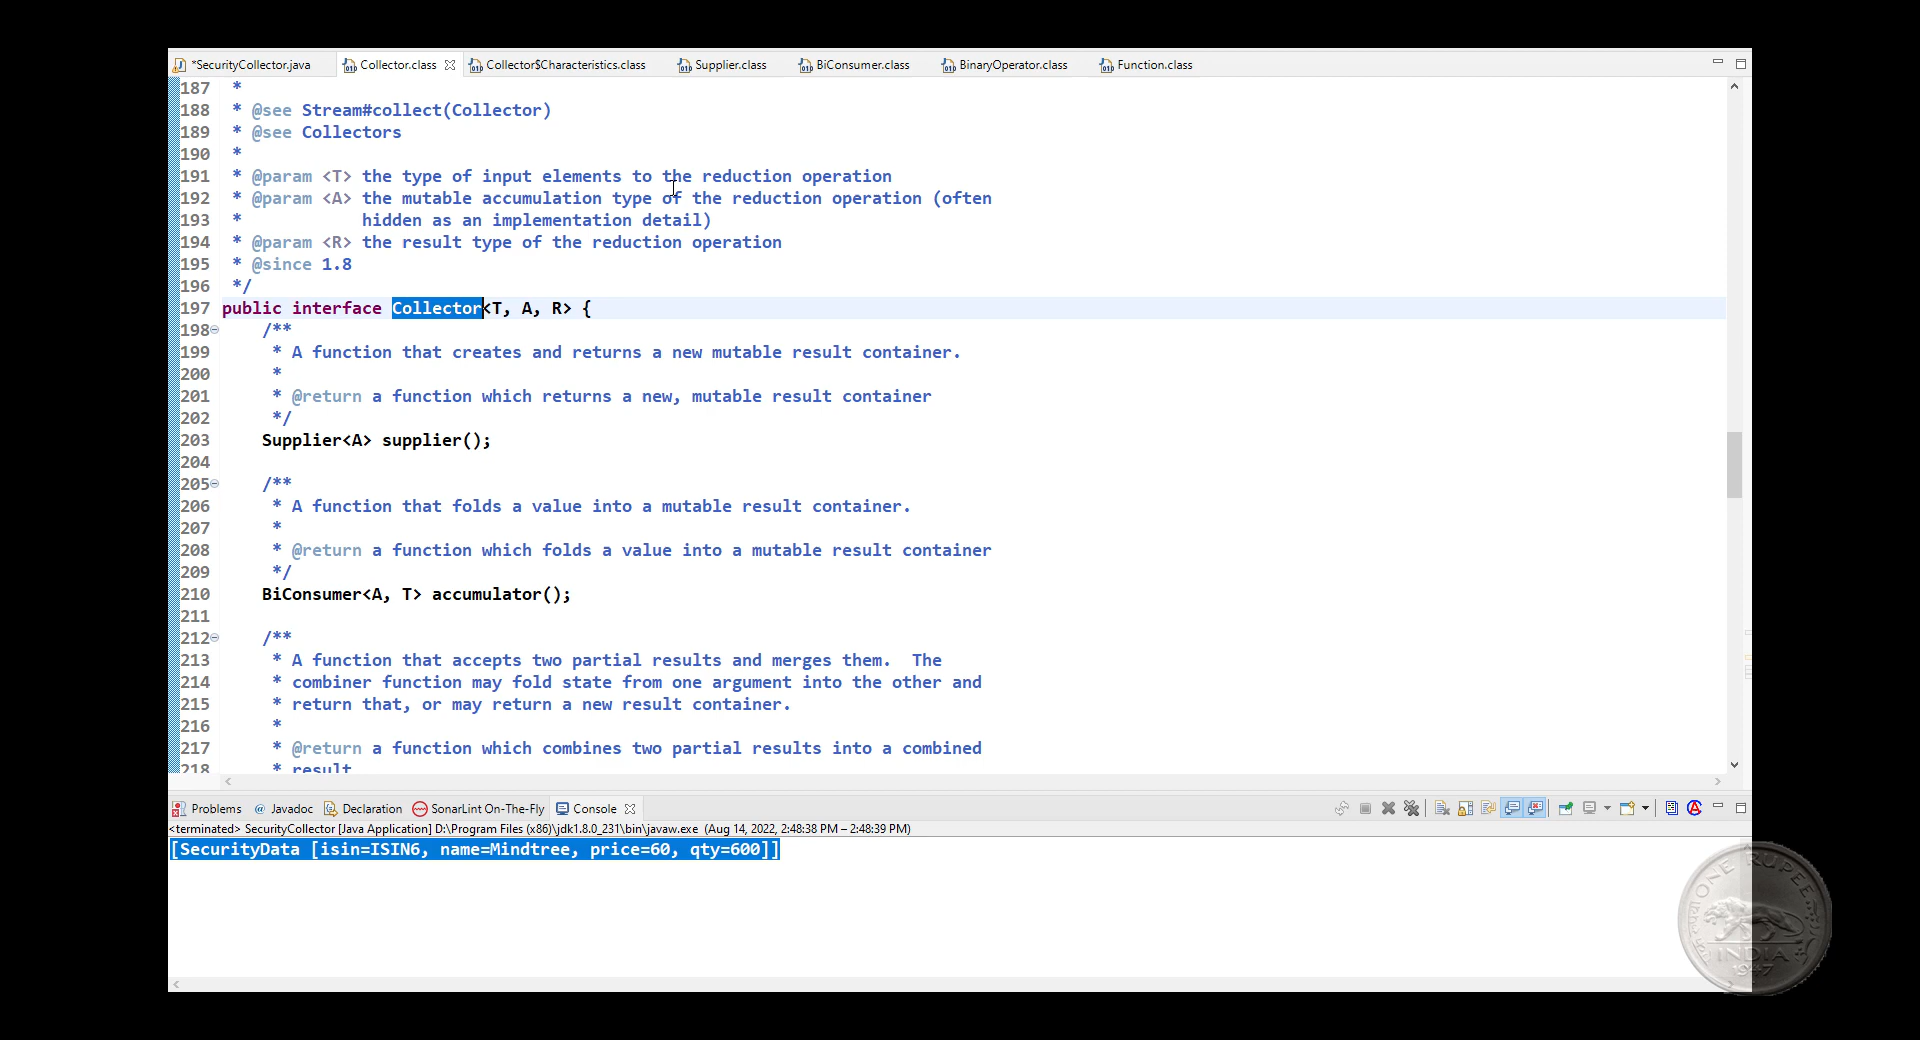 *SecurityCollector.java Collector.class Collector$Characteristics.class Supplier.class BiConsumer.class BinaryOperator.class Function.class
187 *
188 * @see Stream#collect(Collector)
189 * @see Collectors
190 *
191 * @param <T> the type of input elements to the reduction operation
192 * @param <A> the mutable accumulation type of the reduction operation (often
193 * hidden as an implementation detail)
194 * @param <R> the result type of the reduction operation
195 * @since 1.8
196 */
197 public interface Collector<T, A, R> {
198 /**
199 * A function that creates and returns a new mutable result container.
200 *
201 * @return a function which returns a new, mutable result container
202 */
203 Supplier<A> supplier();
204
205 /**
206 * A function that folds a value into a mutable result container.
207 *
208 * @return a function which folds a value into a mutable result container
209 */
210 BiConsumer<A, T> accumulator();
211
212 /**
213 * A function that accepts two partial results and merges them. The
214 * combiner function may fold state from one argument into the other and
215 * return that, or may return a new result container.
216 *
217 * @return a function which combines two partial results into a combined
218 * result
Problems @ Javadoc Declaration SonarLint On-The-Fly Console
<terminated> SecurityCollector [Java Application] D:\Program Files (x86)\jdk1.8.0_231\bin\javaw.exe (Aug 14, 2022, 2:48:38 PM – 2:48:39 PM)
[SecurityData [isin=ISIN6, name=Mindtree, price=60, qty=600]]
ONE RUPEE
INDIA
1947